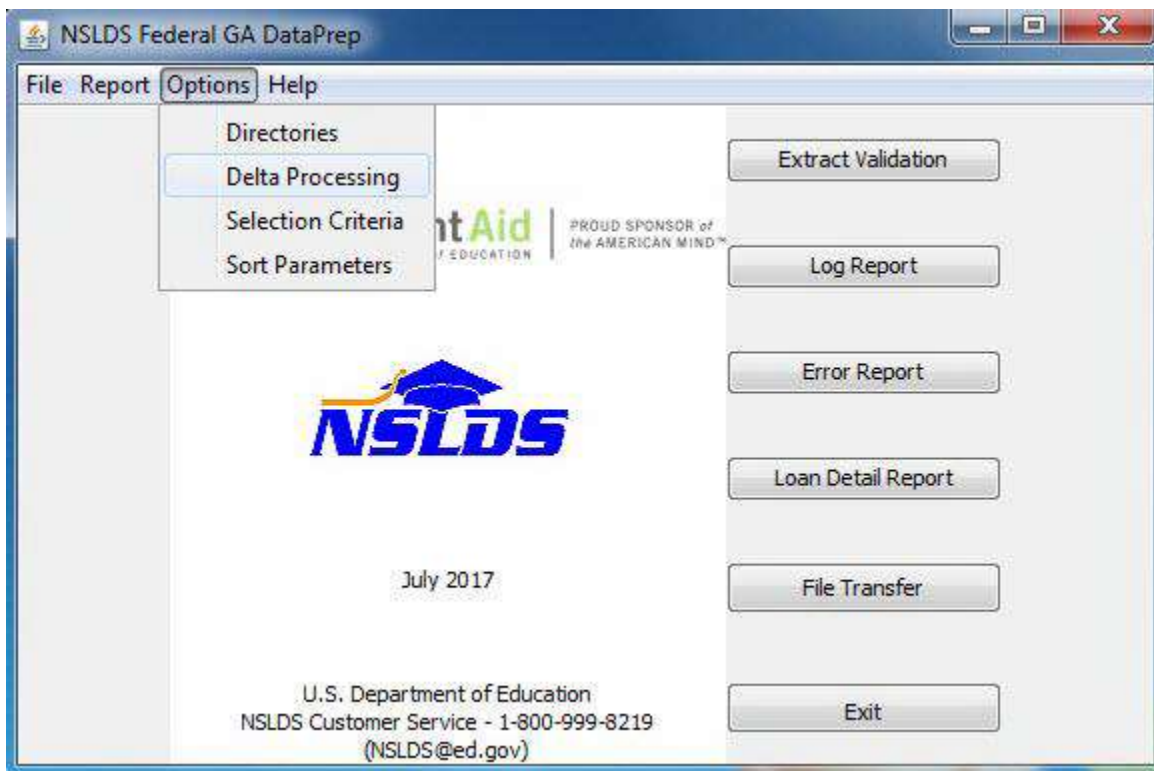 NSLDS Federal GA DataPrep
File Report Options Help
Directories
Delta Processing
Selection Criteria
Sort Parameters
nt Aid
EDUCATION
PROUD SPONSOR of
the AMERICAN MIND™
NSLDS
July 2017
U.S. Department of Education
NSLDS Customer Service - 1-800-999-8219
(NSLDS@ed.gov)
Extract Validation
Log Report
Error Report
Loan Detail Report
File Transfer
Exit